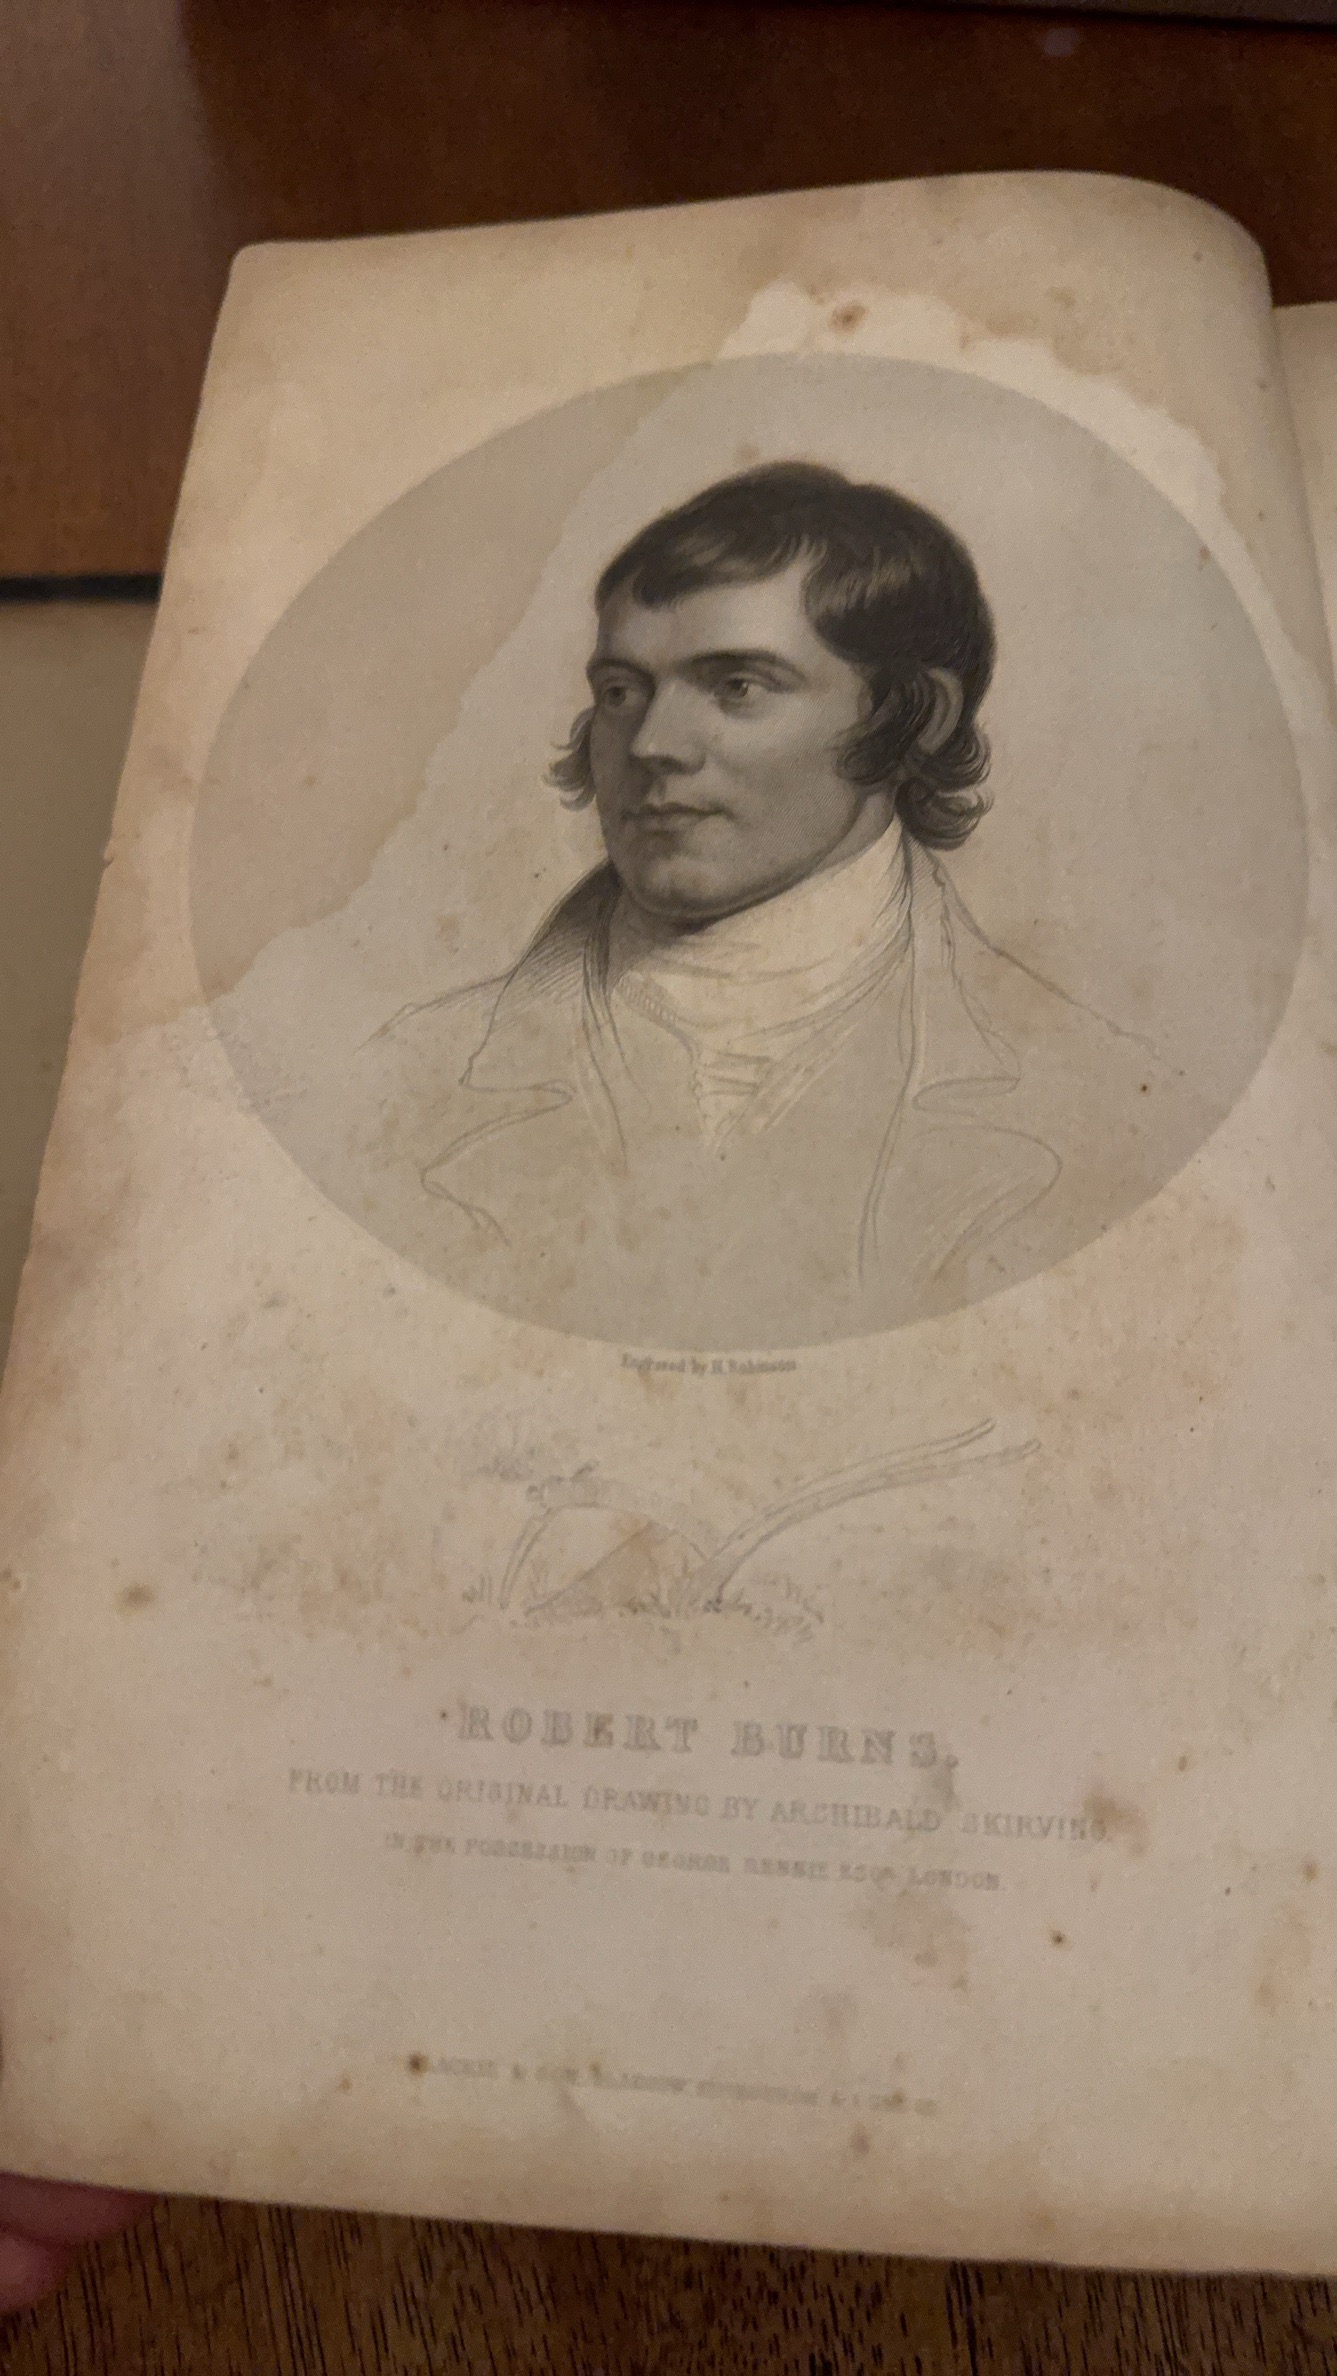 Engraved by H. Robinson
ROBERT BURNS.
FROM THE ORIGINAL DRAWING BY ARCHIBALD SKIRVING.
IN THE POSSESSION OF GEORGE RENNIE ESQR. LONDON.
BLACKIE & SON, GLASGOW, EDINBURGH & LONDON